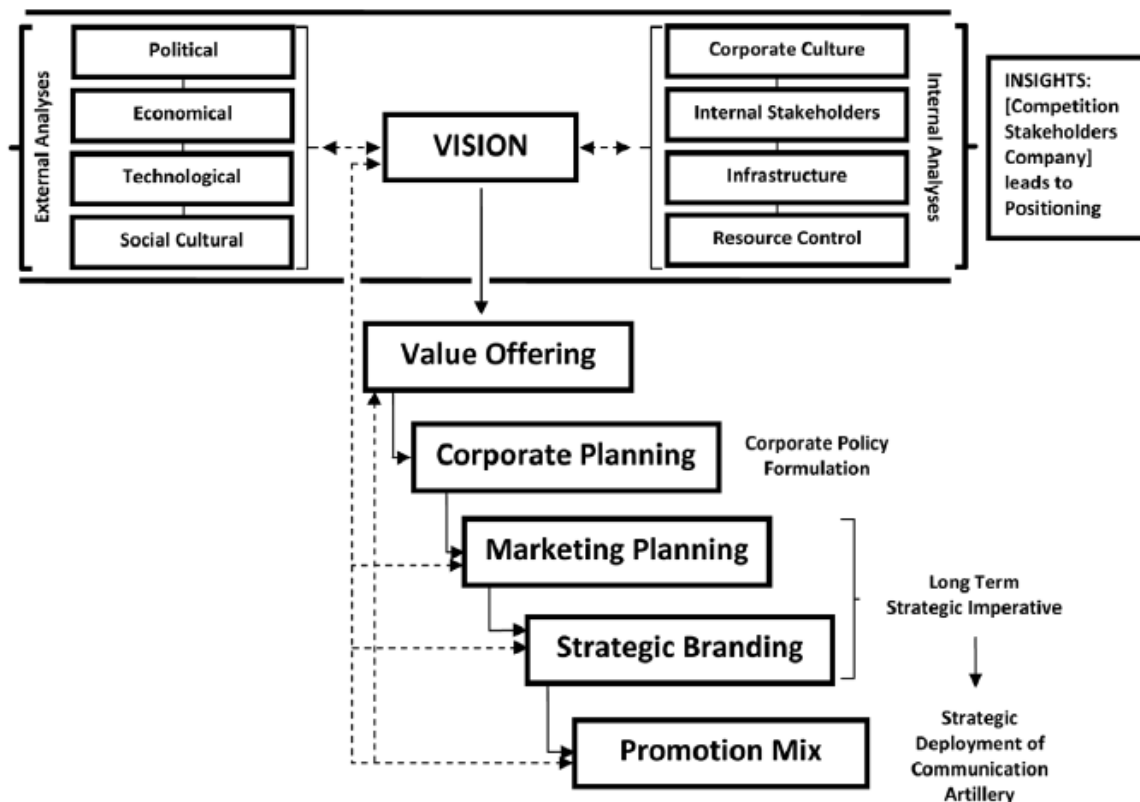 External Analyses
Political
Economical
Technological
Social Cultural
VISION
Corporate Culture
Internal Stakeholders
Infrastructure
Resource Control
Internal Analyses
INSIGHTS:
[Competition
Stakeholders
Company]
leads to
Positioning
Value Offering
Corporate Planning
Corporate Policy
Formulation
Marketing Planning
Strategic Branding
Long Term
Strategic Imperative
Promotion Mix
Strategic
Deployment of
Communication
Artillery